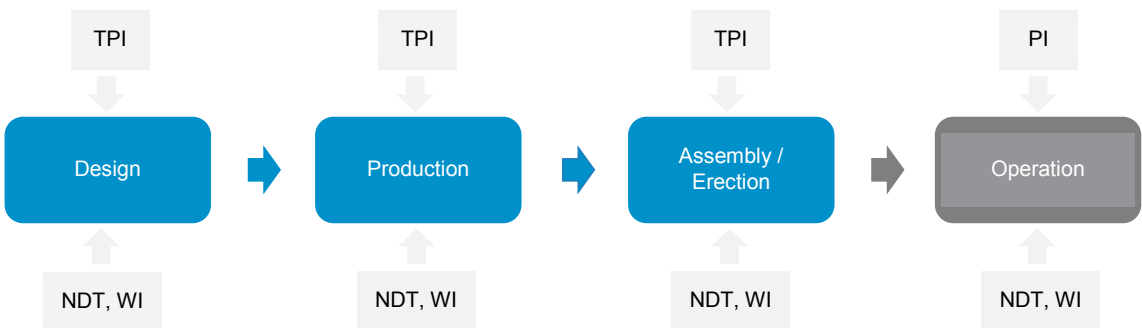 TPI
TPI
TPI
PI
Design
Production
Assembly /
Erection
Operation
NDT, WI
NDT, WI
NDT, WI
NDT, WI